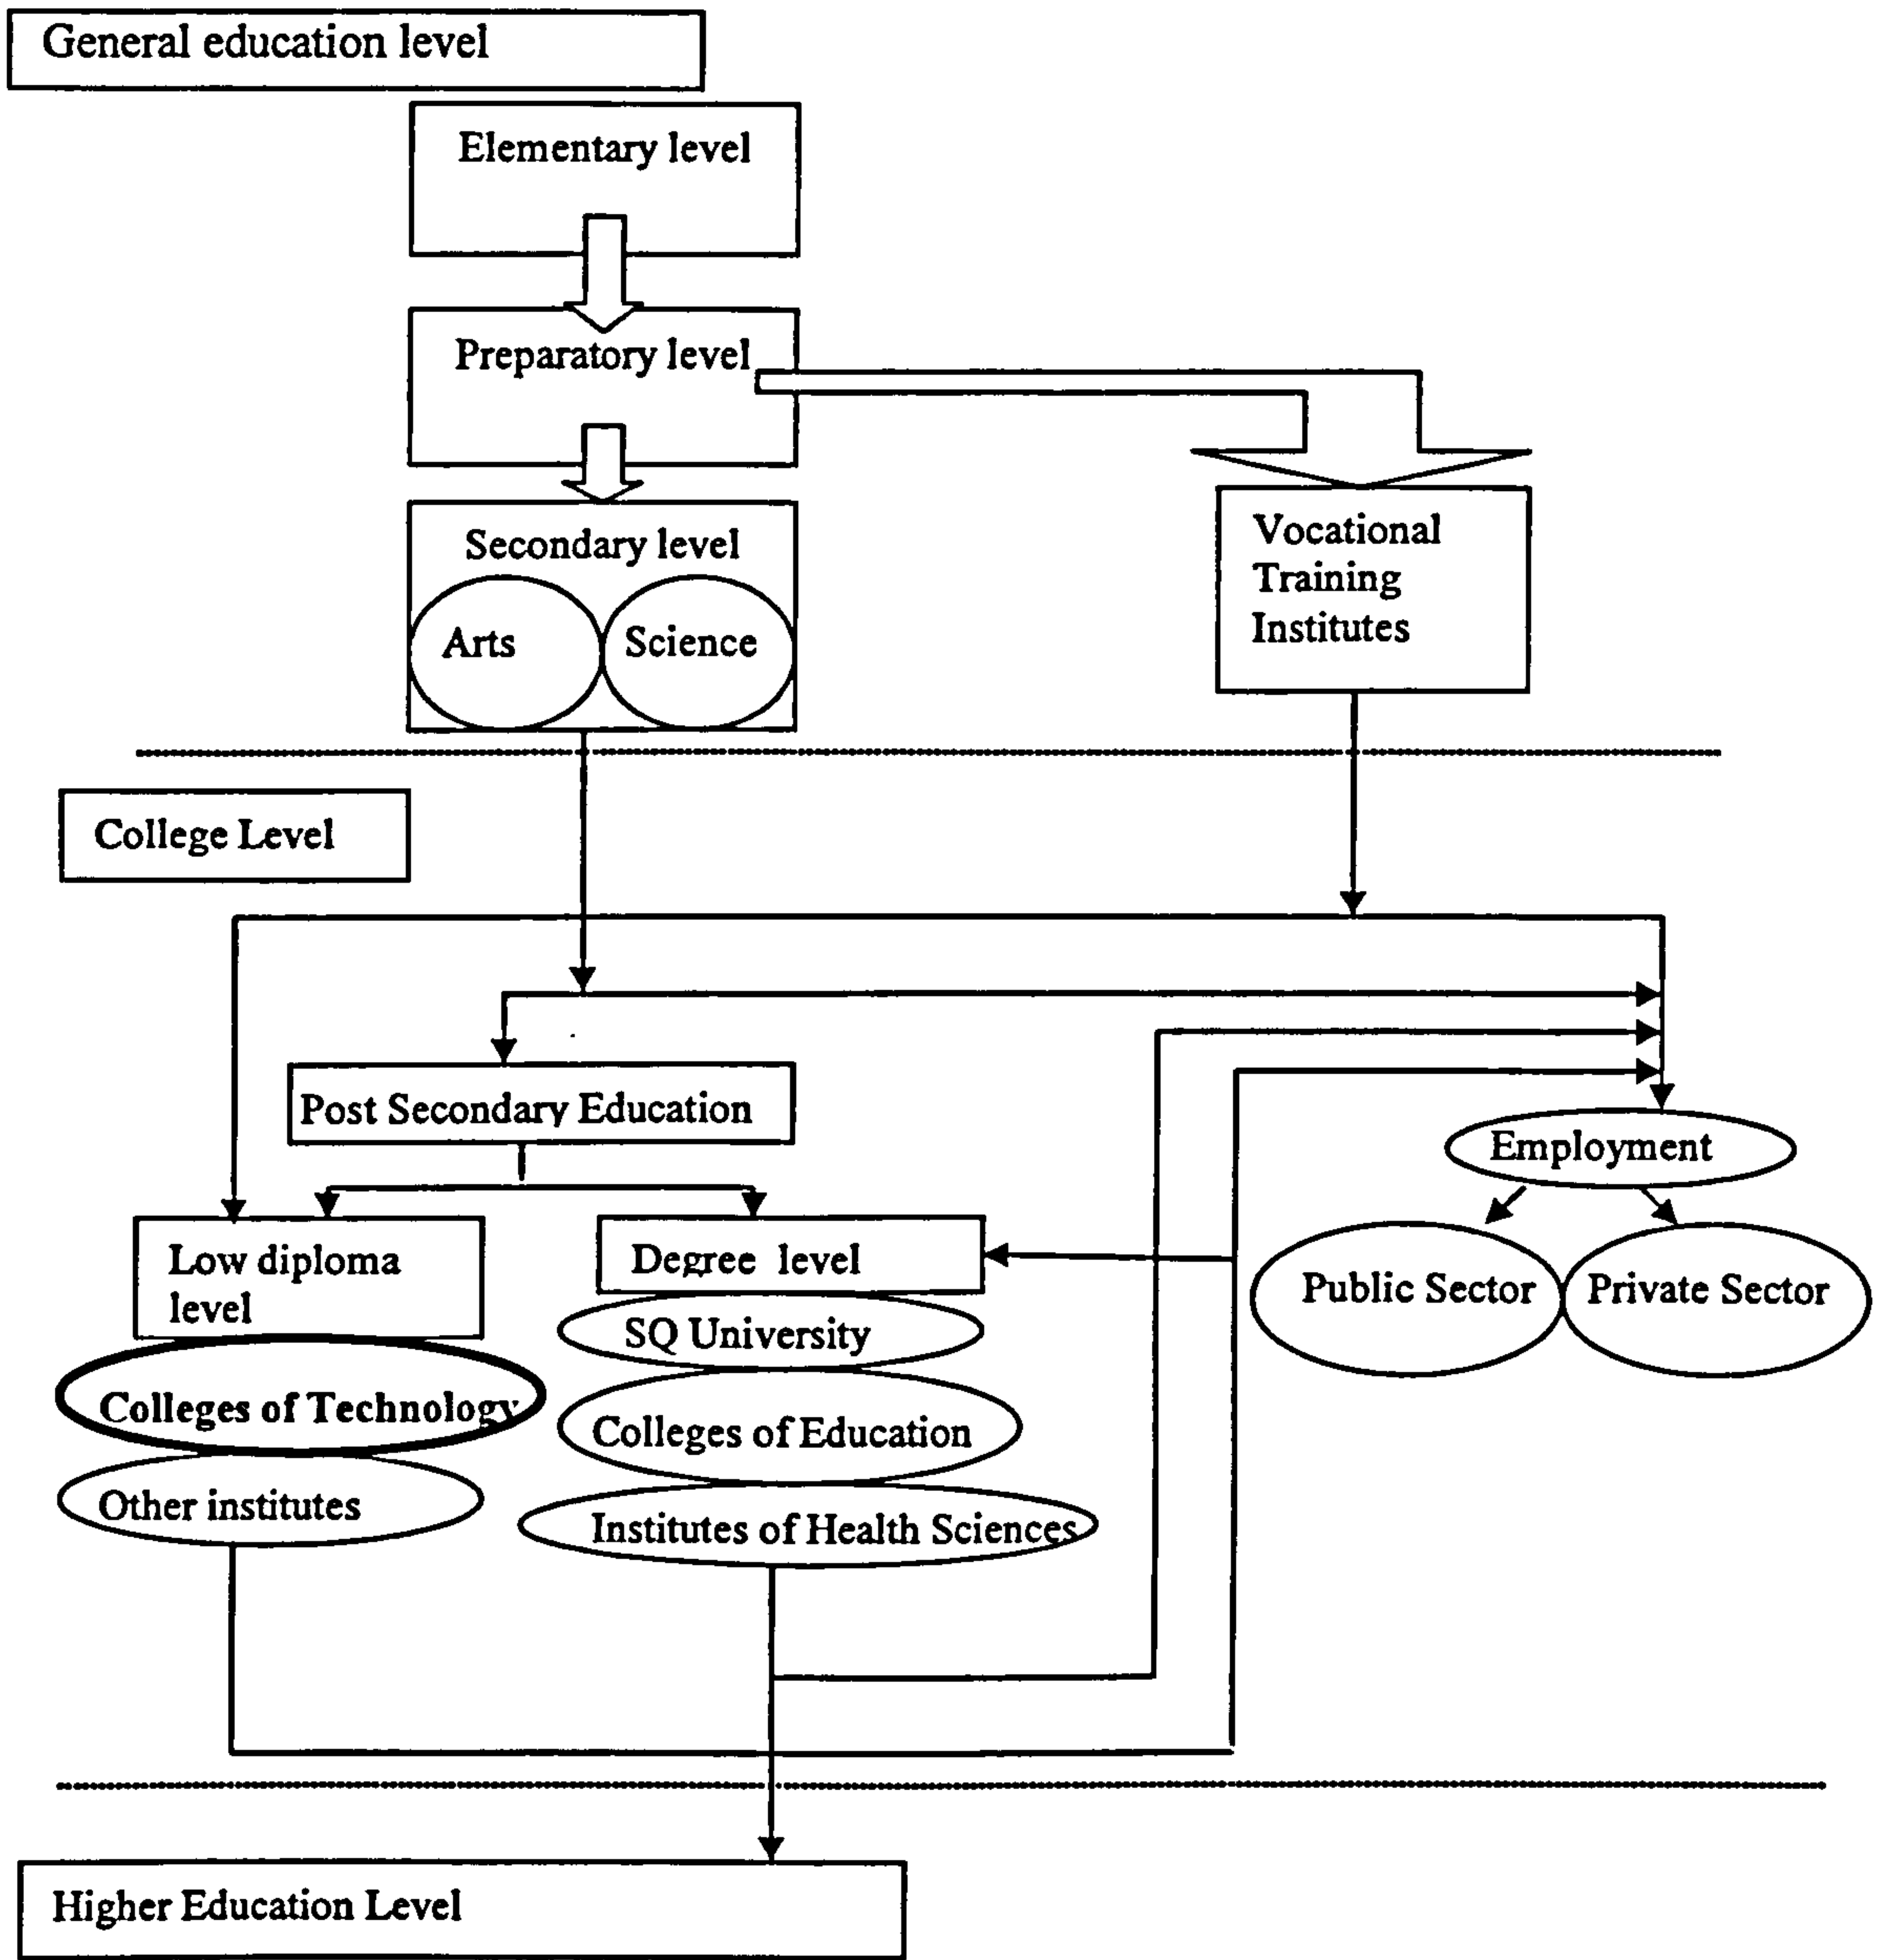 General education level
Elementary level
Preparatory level
Secondary level
Arts
Science
Vocational
Training
Institutes
College Level
Post Secondary Education
Employment
Low diploma
level
Degree level
Public Sector
Private Sector
SQ University
Colleges of Technology
Colleges of Education
Other institutes
Institutes of Health Sciences
Higher Education Level